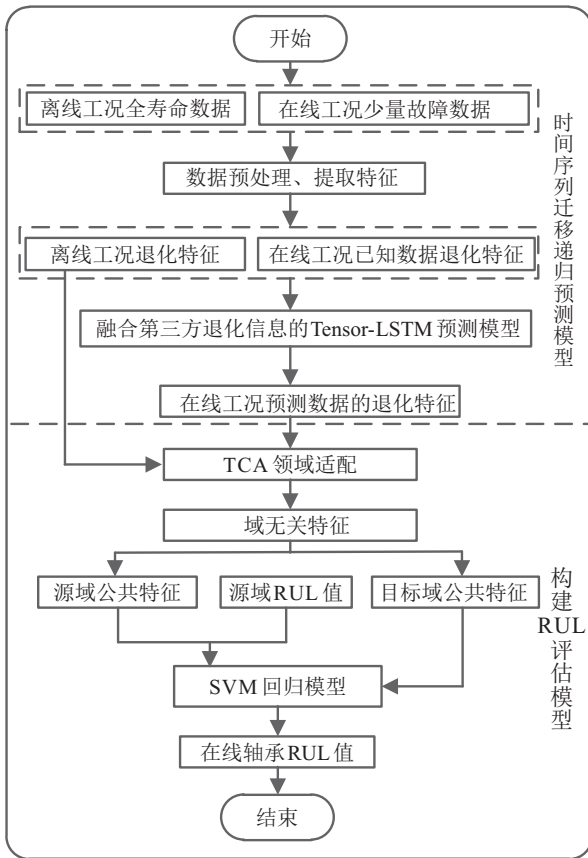 开始
离线工况全寿命数据
在线工况少量故障数据
数据预处理、提取特征
离线工况退化特征
在线工况已知数据退化特征
融合第三方退化信息的Tensor-LSTM预测模型
在线工况预测数据的退化特征
时间序列迁移递归预测模型
TCA领域适配
域无关特征
源域公共特征
源域RUL值
目标域公共特征
SVM回归模型
在线轴承RUL值
结束
构建RUL评估模型